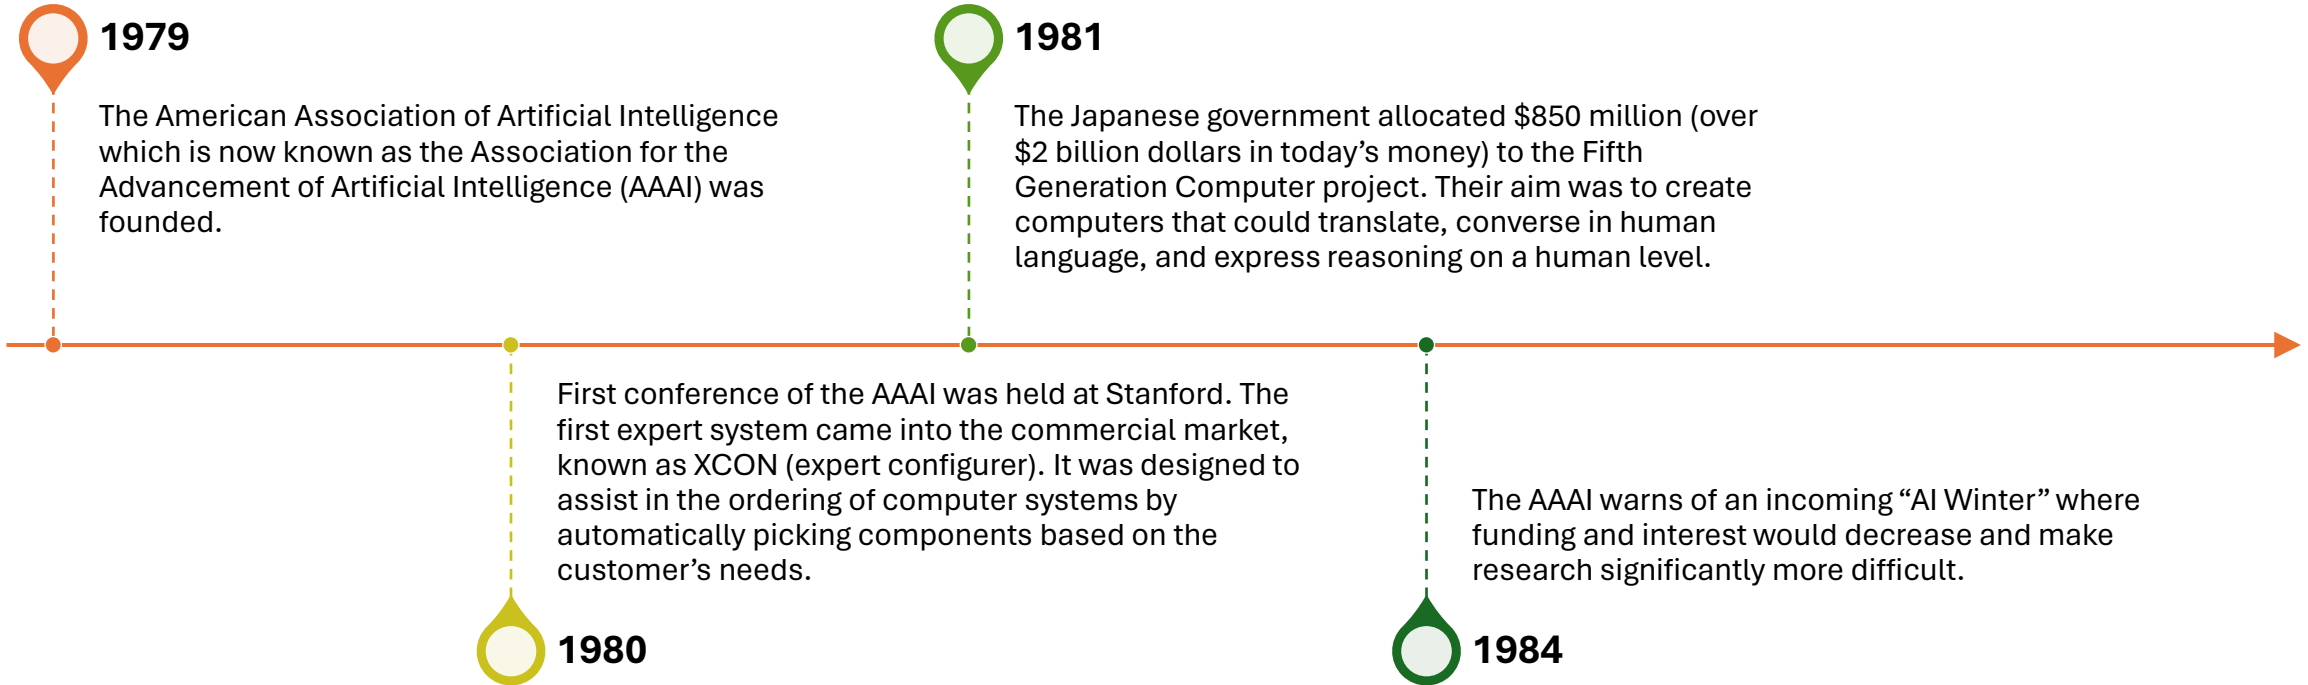 1979
The American Association of Artificial Intelligence
which is now known as the Association for the
Advancement of Artificial Intelligence (AAAI) was
founded.
First conference of the AAAI was held at Stanford. The
first expert system came into the commercial market,
known as XCON (expert configurer). It was designed to
assist in the ordering of computer systems by
automatically picking components based on the
customer’s needs.
1980
1981
The Japanese government allocated $850 million (over
$2 billion dollars in today’s money) to the Fifth
Generation Computer project. Their aim was to create
computers that could translate, converse in human
language, and express reasoning on a human level.
The AAAI warns of an incoming “AI Winter” where
funding and interest would decrease and make
research significantly more difficult.
1984